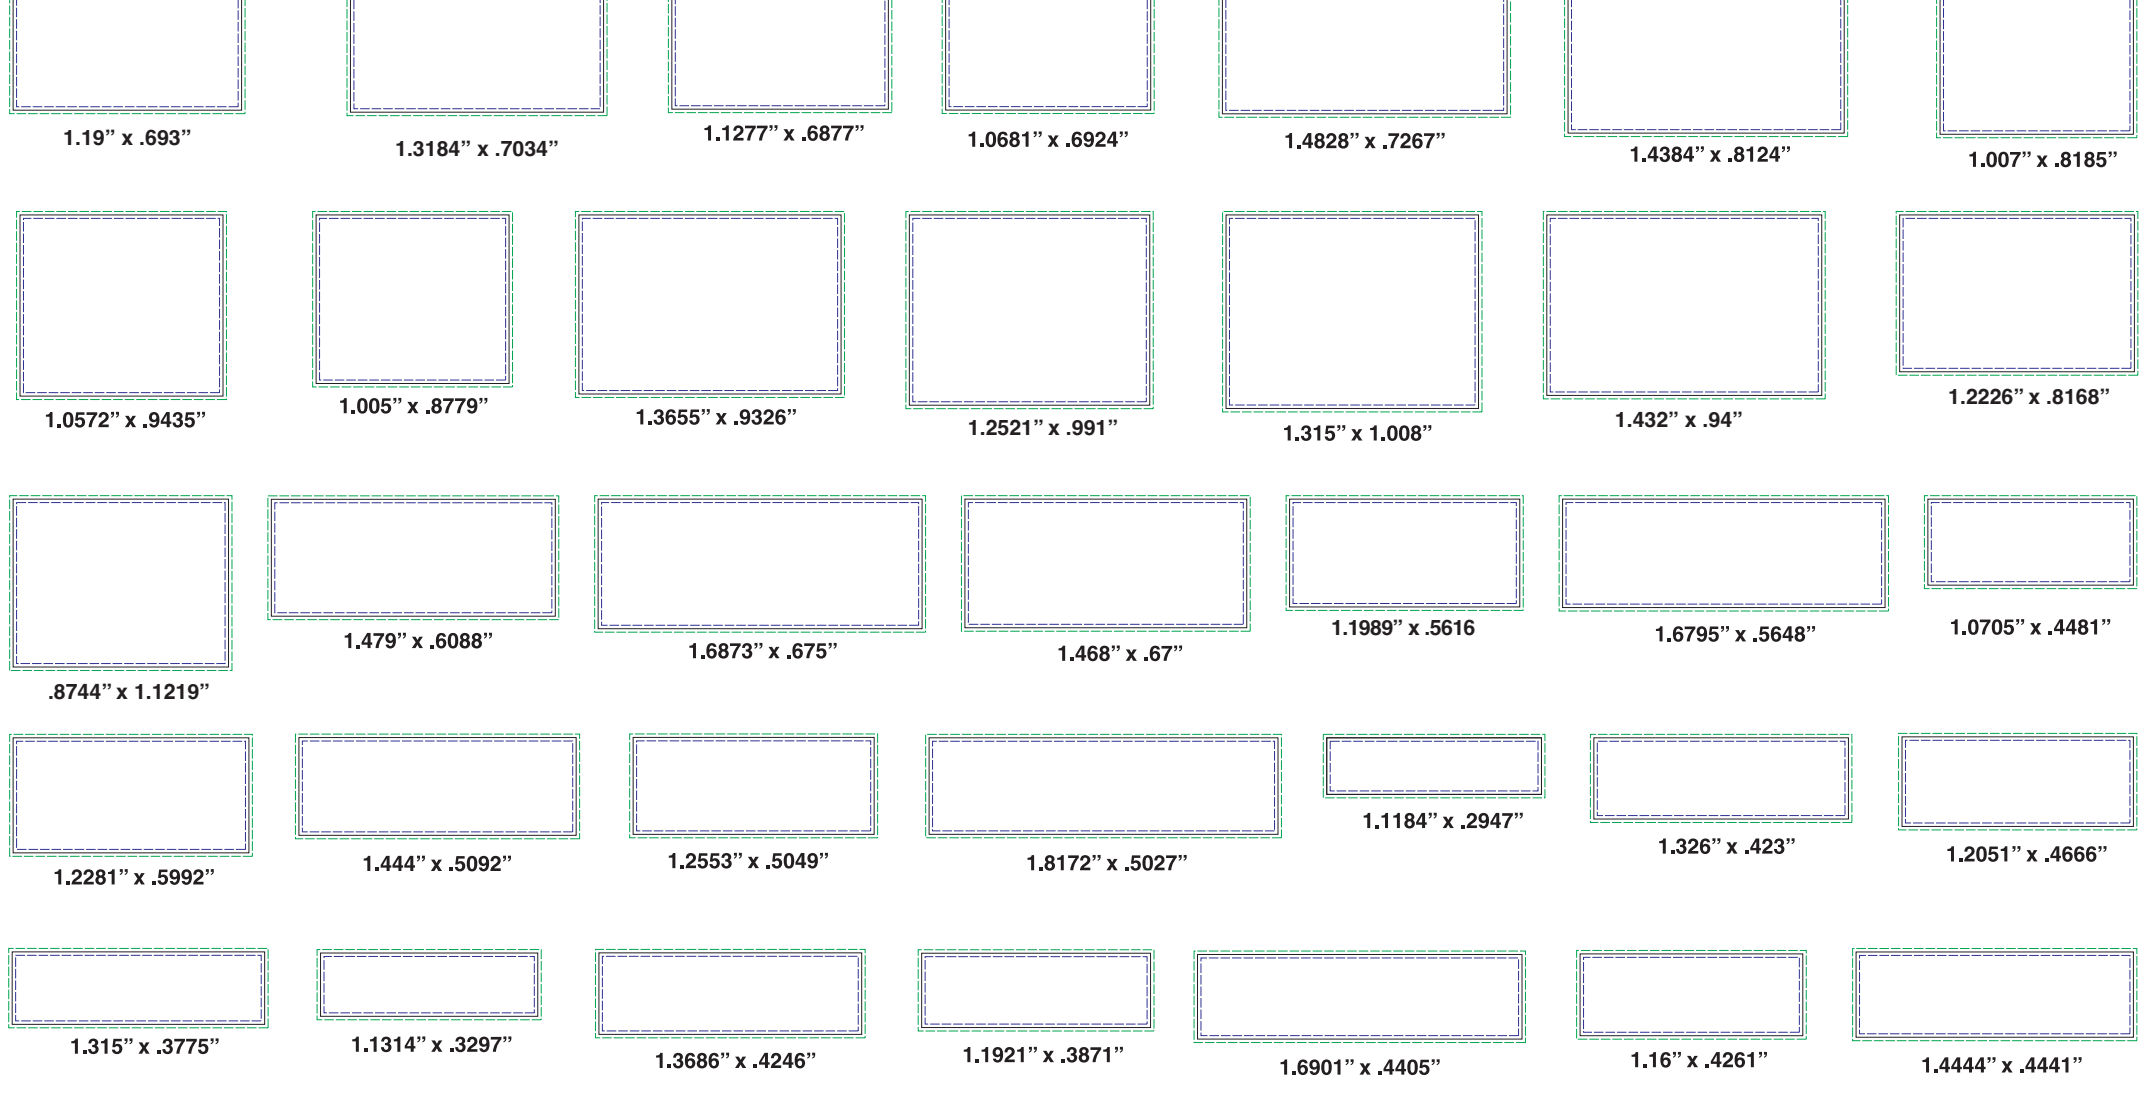 1.19” x .693”
1.3184” x .7034”
1.1277” x .6877”
1.0681” x .6924”
1.4828” x .7267”
1.4384” x .8124”
1.007” x .8185”
1.0572” x .9435”
1.005” x .8779”
1.3655” x .9326”
1.2521” x .991”
1.315” x 1.008”
1.432” x .94”
1.2226” x .8168”
.8744” x 1.1219”
1.479” x .6088”
1.6873” x .675”
1.468” x .67”
1.1989” x .5616
1.6795” x .5648”
1.0705” x .4481”
1.2281” x .5992”
1.444” x .5092”
1.2553” x .5049”
1.8172” x .5027”
1.1184” x .2947”
1.326” x .423”
1.2051” x .4666”
1.315” x .3775”
1.1314” x .3297”
1.3686” x .4246”
1.1921” x .3871”
1.6901” x .4405”
1.16” x .4261”
1.4444” x .4441”